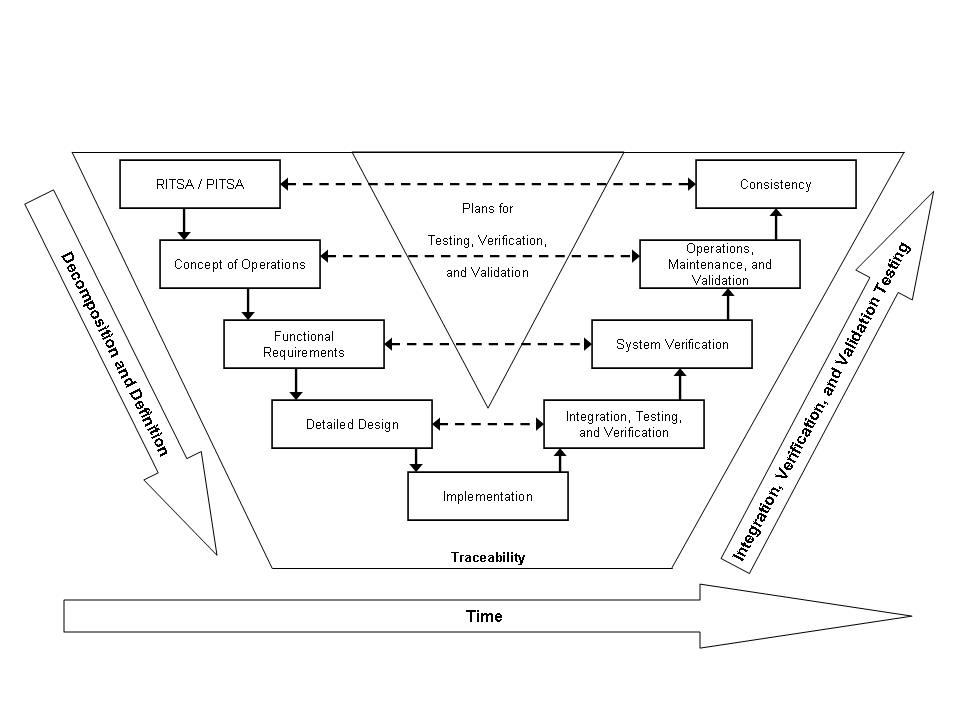 RITSA / PITSA
Consistency
Plans for
Testing, Verification,
and Validation
Concept of Operations
Operations,
Maintenance, and
Validation
Functional
Requirements
System Verification
Detailed Design
Integration, Testing,
and Verification
Implementation
Traceability
Decomposition and Definition
Integration, Verification, and Validation Testing
Time